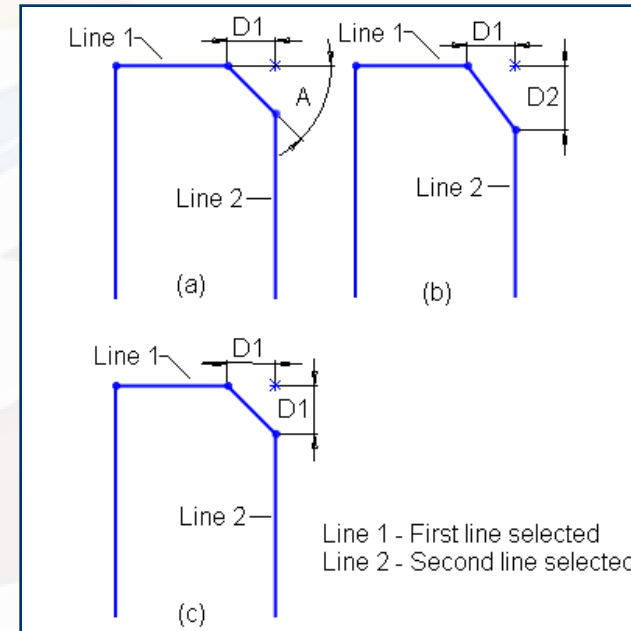 Line 1
D1
A
Line 2
(a)
Line 1
D1
D2
Line 2
(b)
Line 1
D1
D1
Line 2
(c)
Line 1 - First line selected
Line 2 - Second line selected